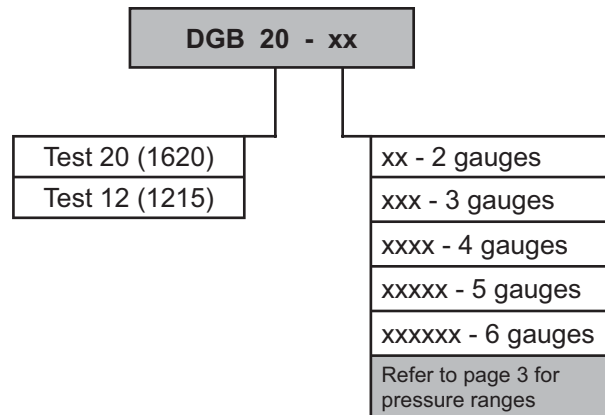 DGB 20 - xx
Test 20 (1620)
Test 12 (1215)
xx - 2 gauges
xxx - 3 gauges
xxxx - 4 gauges
xxxxx - 5 gauges
xxxxxx - 6 gauges
Refer to page 3 for
pressure ranges